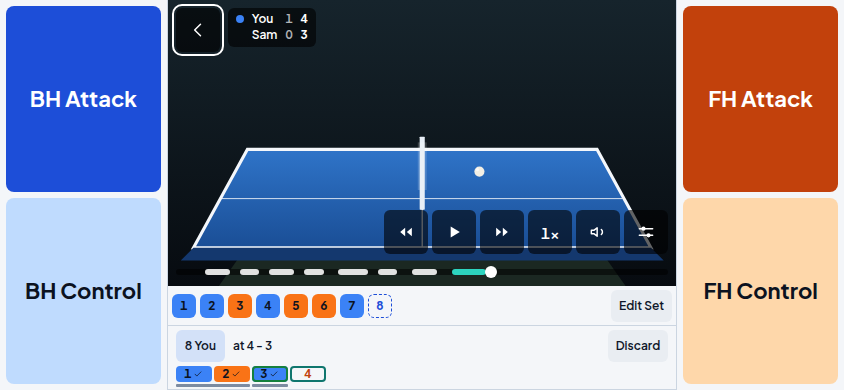 BH Attack
BH Control
You 1 4
Sam 0 3
1×
1 2 3 4 5 6 7 8
Edit Set
8 You at 4 – 3
Discard
1 ✓ 2 ✓ 3 ✓ 4
FH Attack
FH Control